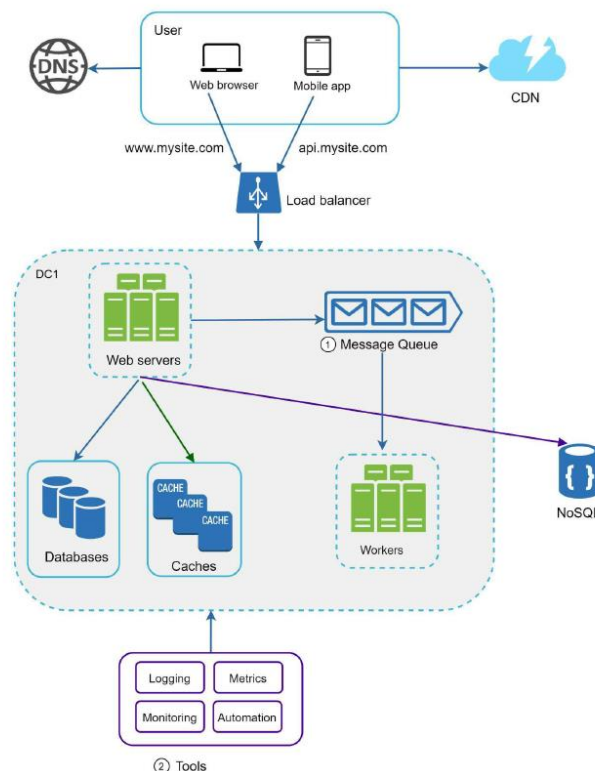 User
DNS
Web browser
Mobile app
CDN
www.mysite.com
api.mysite.com
Load balancer
DC1
Web servers
1 Message Queue
Databases
CACHE
CACHE
CACHE
Caches
Workers
{ }
NoSQL
Logging
Metrics
Monitoring
Automation
2 Tools